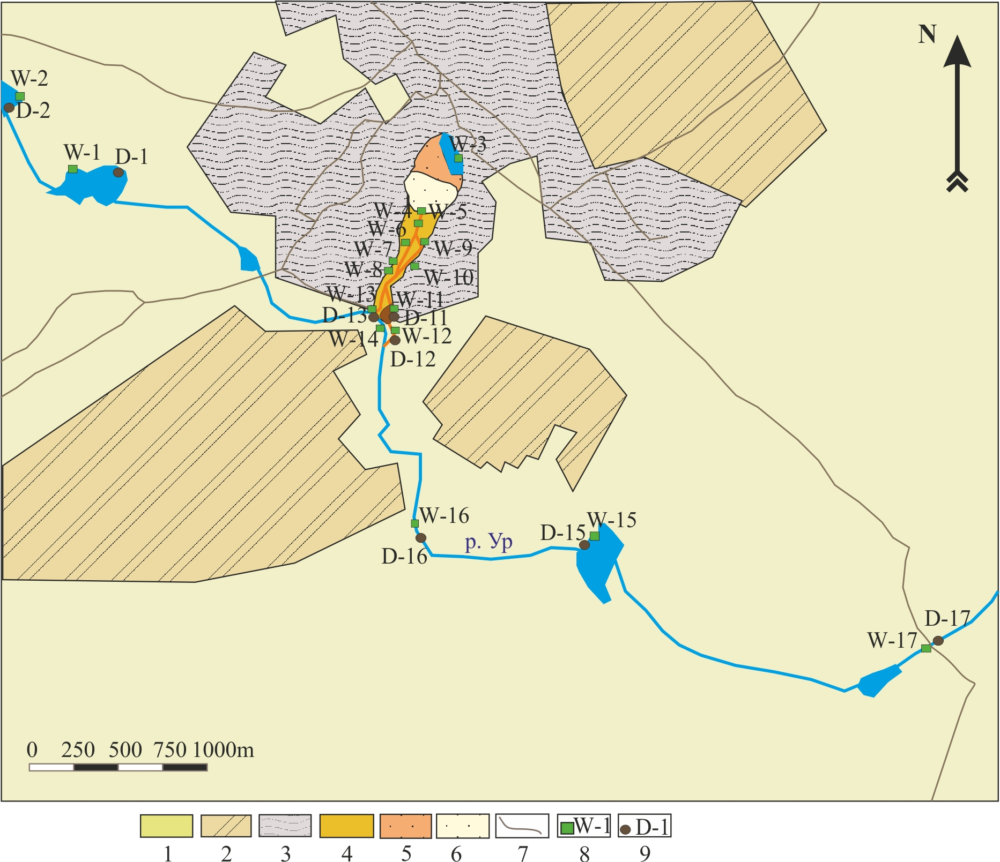 N
W-2
D-2
W-1
D-1
W-3
W-4
W-5
W-6
W-7
W-9
W-8
W-10
W-13
W-11
D-13
D-11
W-14
W-12
D-12
W-16
W-15
D-15
р. Ур
D-16
D-17
W-17
0 250 500 750 1000m
W-1 D-1
1 2 3 4 5 6 7 8 9